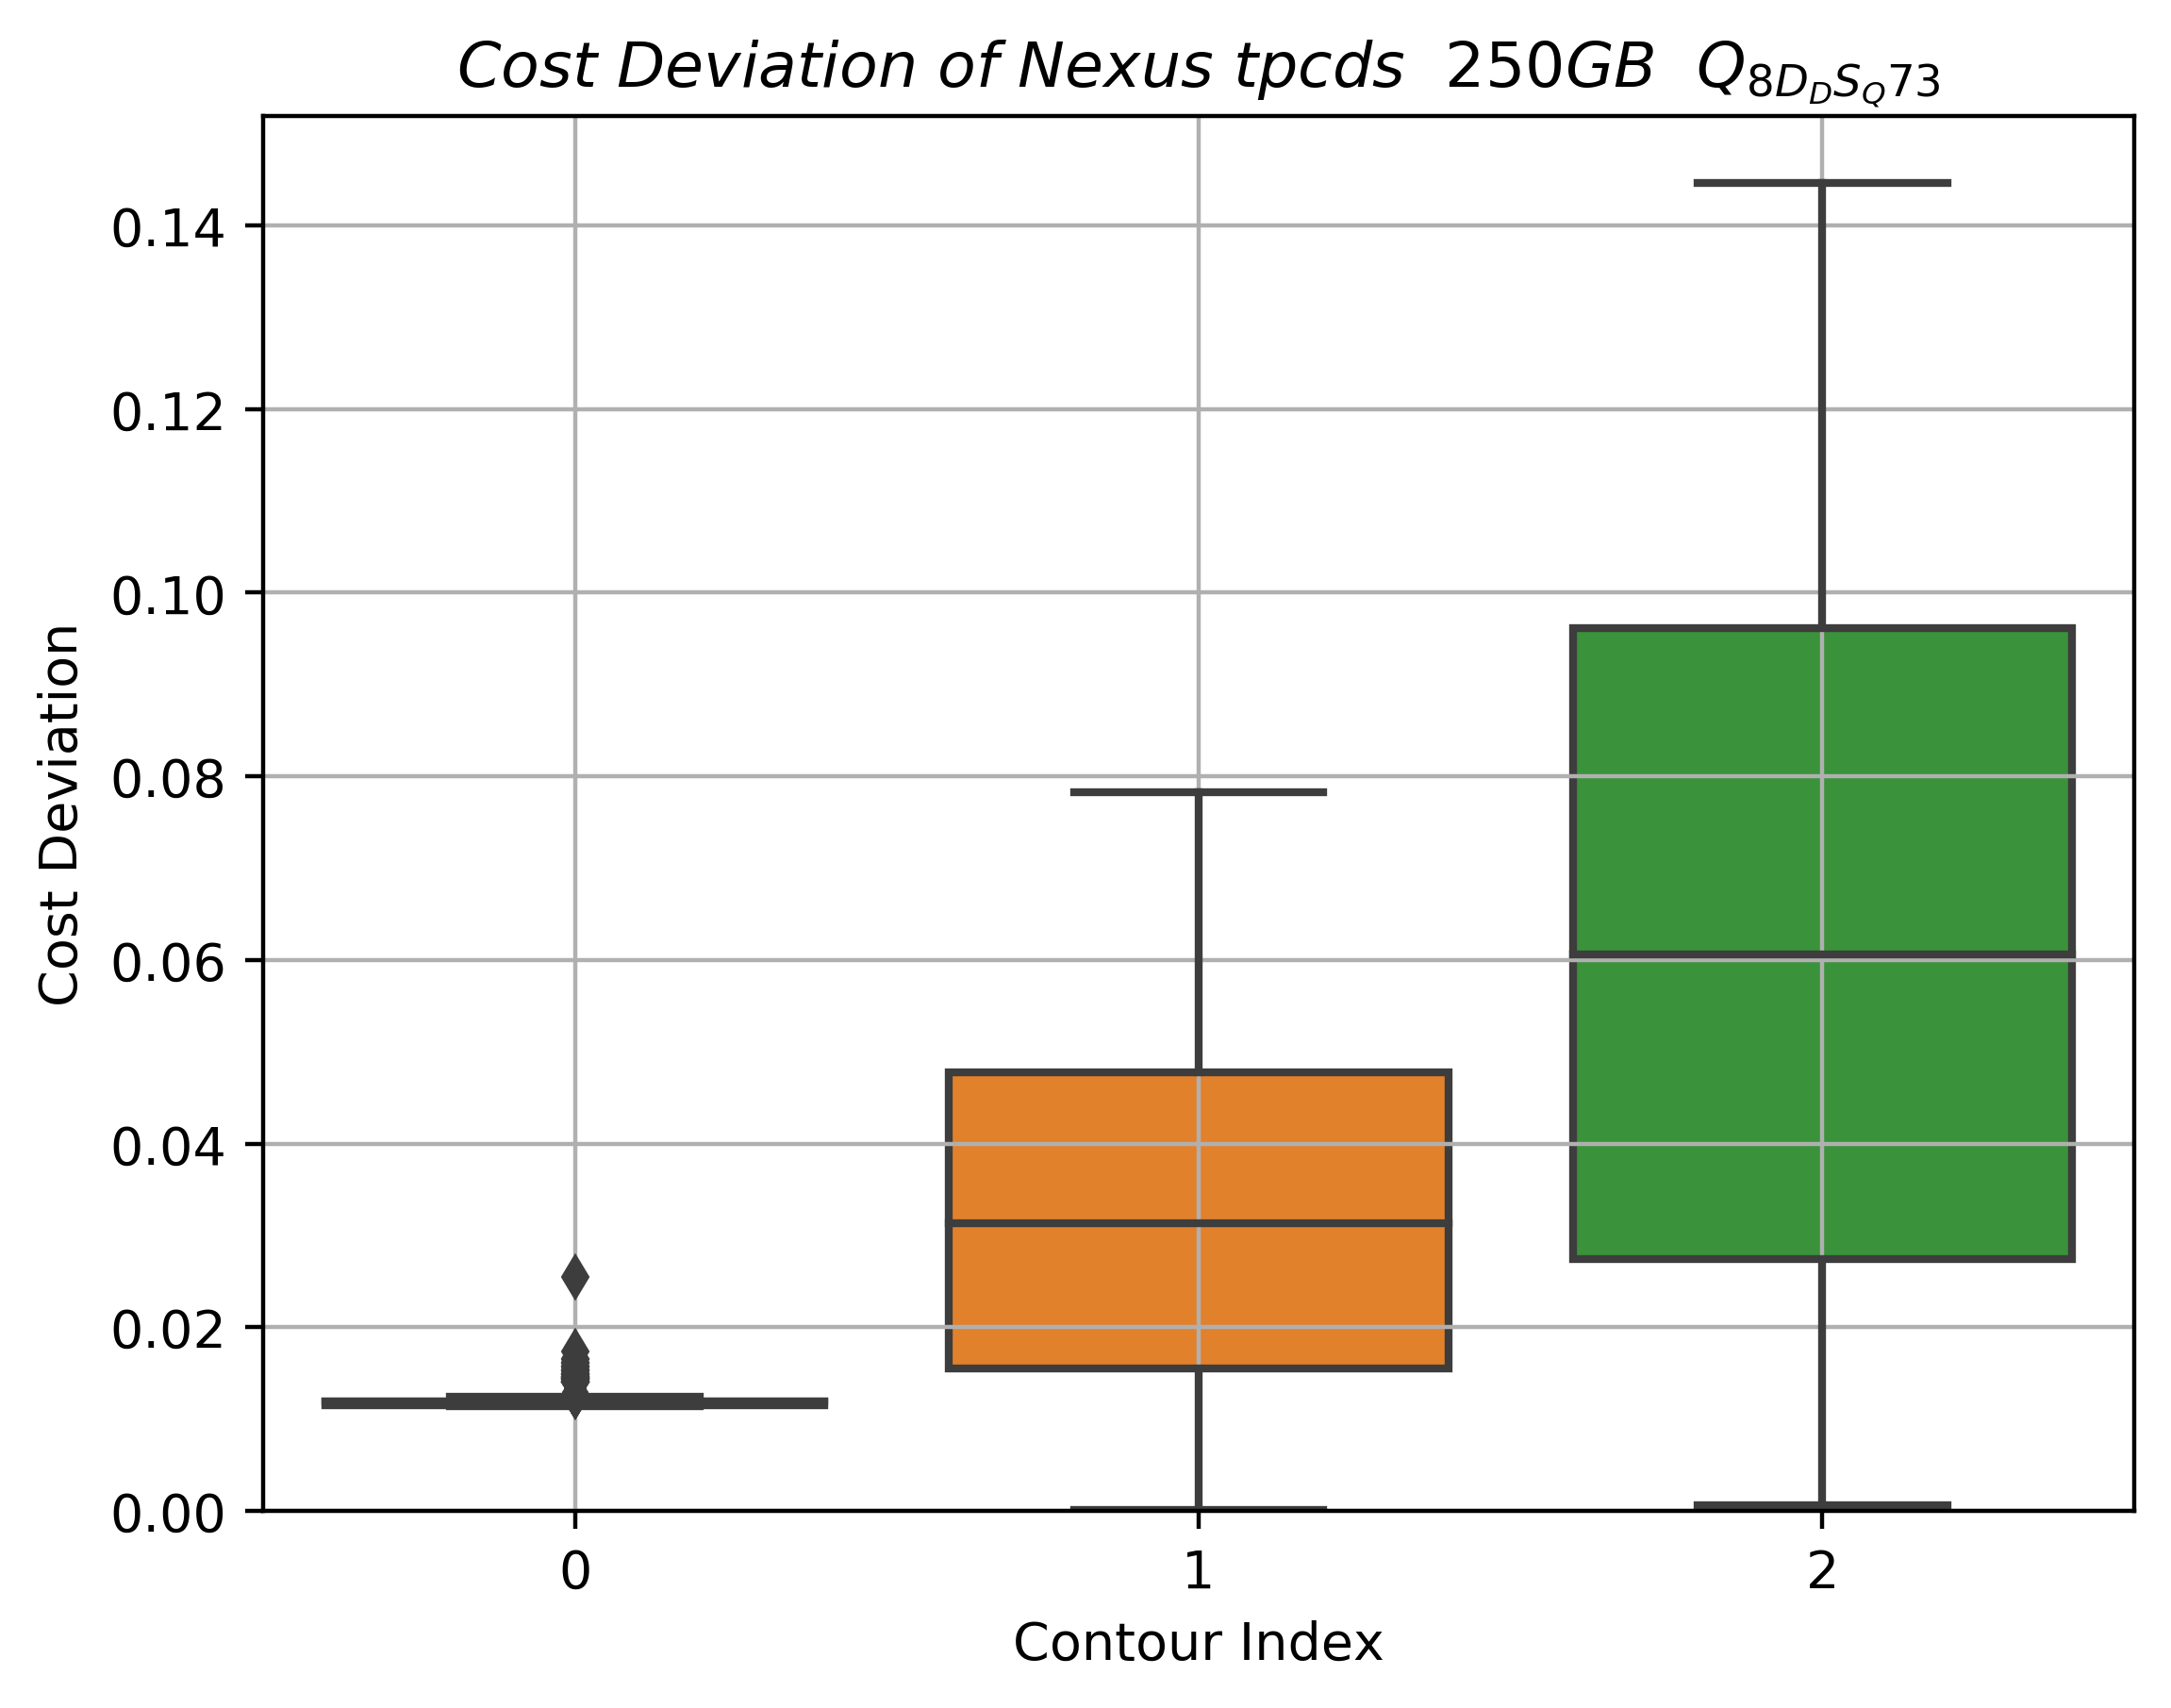 Cost Deviation of Nexus tpcds 250GB Q8DDSQ73
0.14
0.12
0.10
0.08
0.06
0.04
0.02
0.00
Cost Deviation
0 1 2
Contour Index